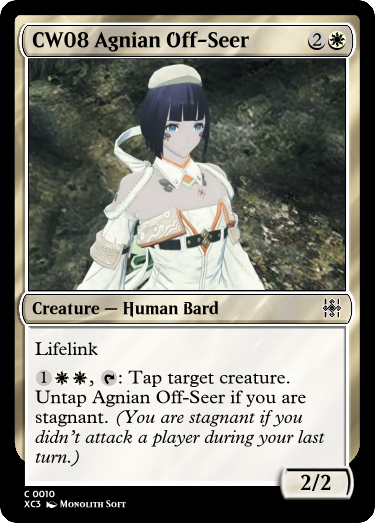 CW08 Agnian Off-Seer 2
Creature — Human Bard
Lifelink
1, : Tap target creature.
Untap Agnian Off-Seer if you are
stagnant. (You are stagnant if you
didn't attack a player during your last
turn.)
2/2
C 0010
XC3 Monolith Soft